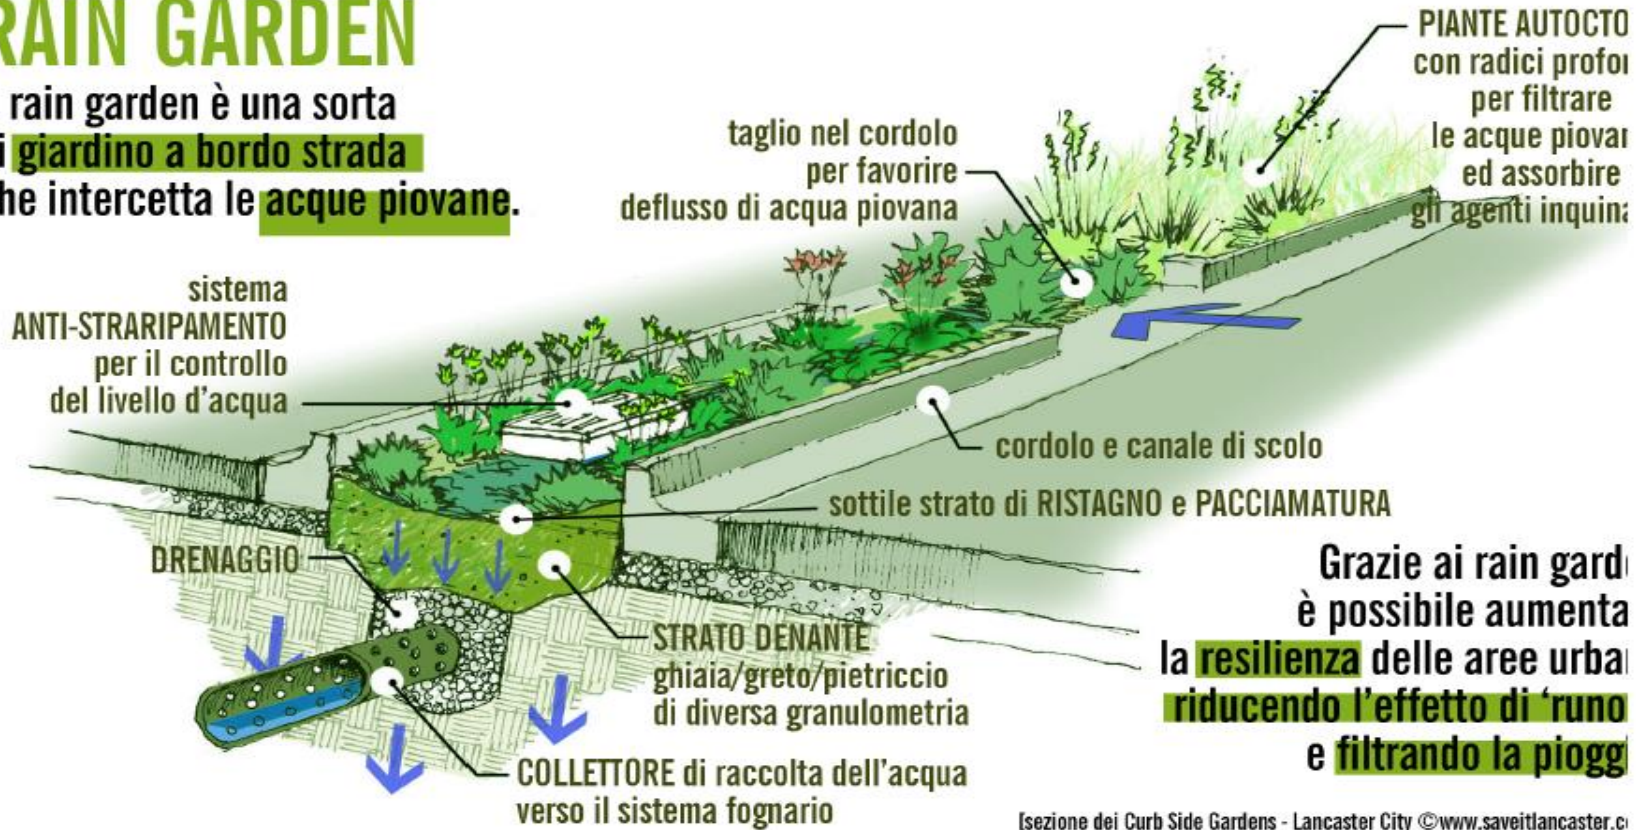 RAIN GARDEN
rain garden è una sorta
i giardino a bordo strada
he intercetta le acque piovane.
PIANTE AUTOCTO
con radici profon
per filtrare
le acque piovan
ed assorbire
gli agenti inquina
taglio nel cordolo
per favorire
deflusso di acqua piovana
sistema
ANTI-STRARIPAMENTO
per il controllo
del livello d'acqua
cordolo e canale di scolo
sottile strato di RISTAGNO e PACCIAMATURA
DRENAGGIO
STRATO DENANTE
ghiaia/greto/pietriccio
di diversa granulometria
COLLETTORE di raccolta dell'acqua
verso il sistema fognario
Grazie ai rain gard
è possibile aumenta
la resilienza delle aree urba
riducendo l'effetto di 'runo
e filtrando la piogg
[sezione dei Curb Side Gardens - Lancaster City ©www.saveitlancaster.c